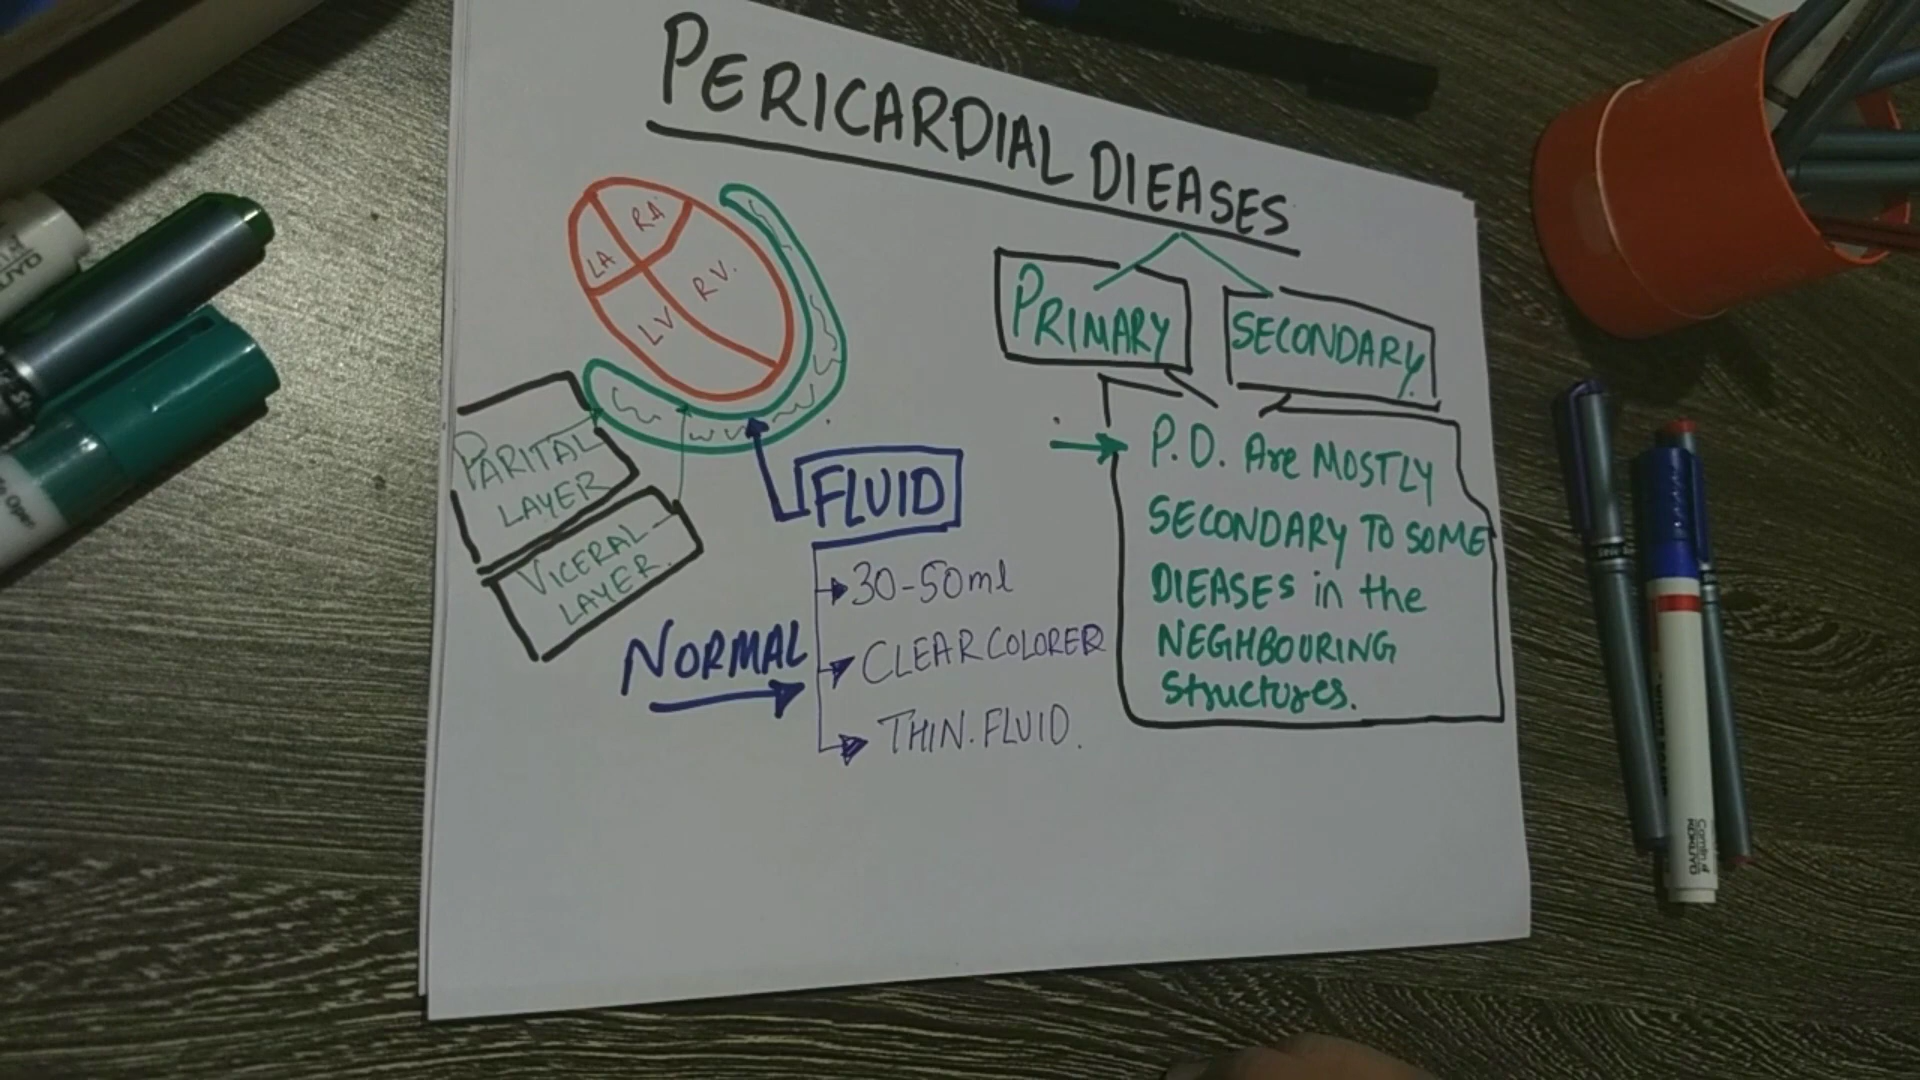 PERICARDIAL DIEASES
RA
LA
RV.
LV
PARITAL
LAYER
VICERAL
LAYER.
FLUID
NORMAL
30-50ml
CLEAR COLORER
THIN. FLUID.
PRIMARY
SECONDARY.
P.D. Are MOSTLY
SECONDARY TO SOME
DIEASES in the
NEGHBOURING
Structures.